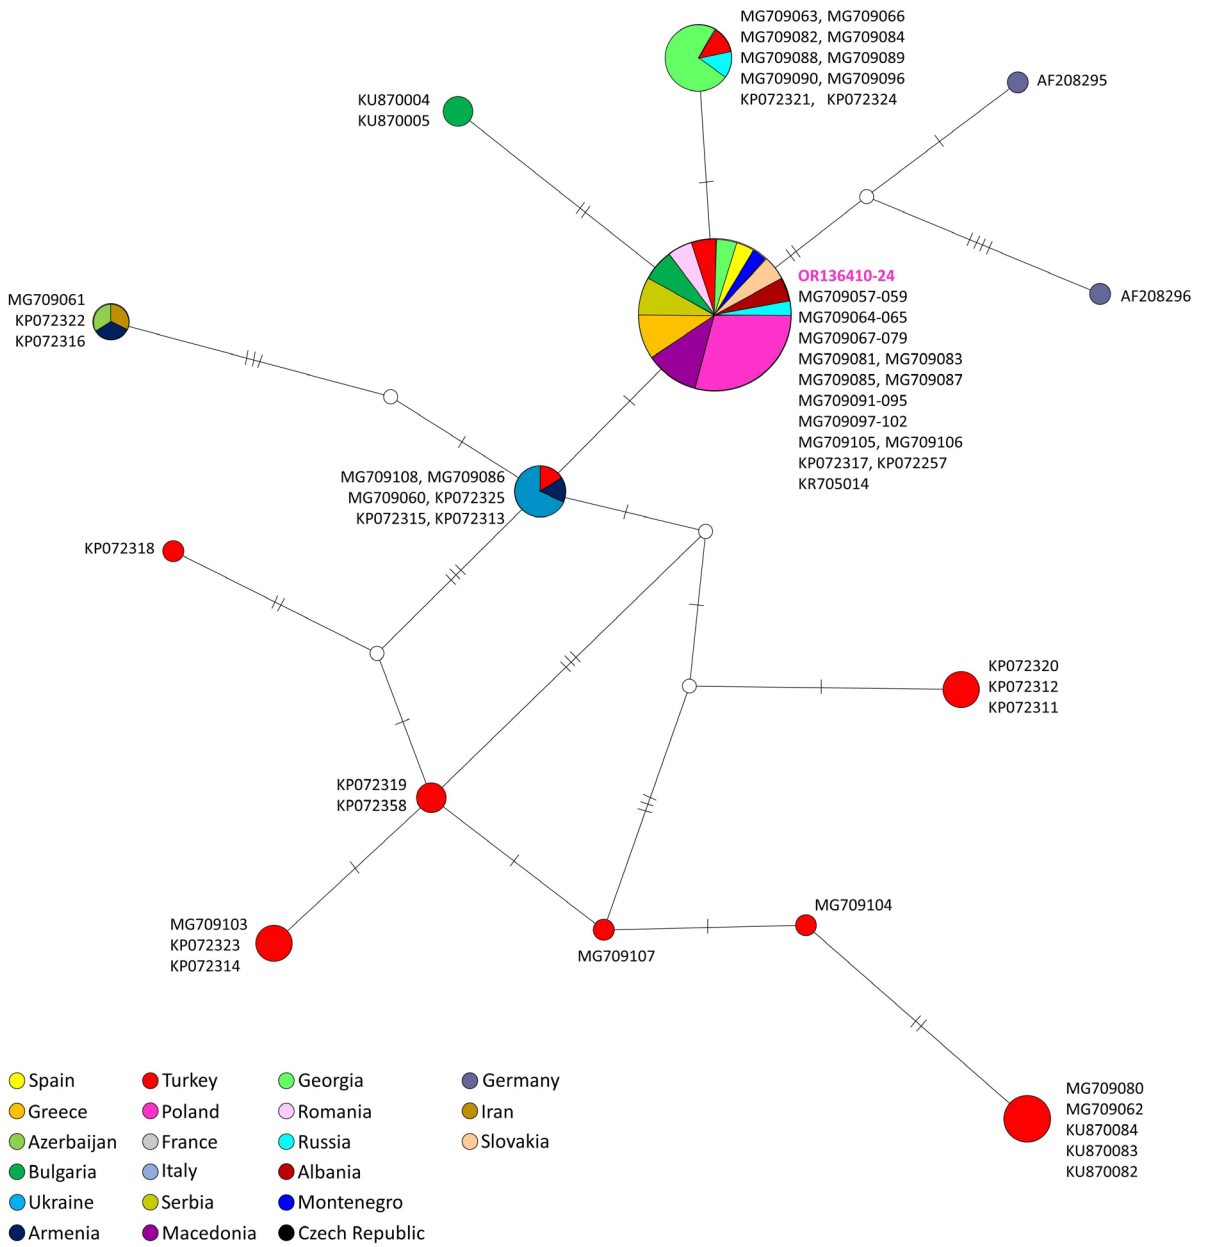 MG709063, MG709066
MG709082, MG709084
MG709088, MG709089
MG709090, MG709096
KP072321, KP072324
AF208295
KU870004
KU870005
OR136410-24
MG709057-059
MG709064-065
MG709067-079
MG709081, MG709083
MG709085, MG709087
MG709091-095
MG709097-102
MG709105, MG709106
KP072317, KP072257
KR705014
AF208296
MG709061
KP072322
KP072316
MG709108, MG709086
MG709060, KP072325
KP072315, KP072313
KP072318
KP072320
KP072312
KP072311
KP072319
KP072358
MG709103
KP072323
KP072314
MG709107
MG709104
MG709080
MG709062
KU870084
KU870083
KU870082
Spain
Greece
Azerbaijan
Bulgaria
Ukraine
Armenia
Turkey
Poland
France
Italy
Serbia
Macedonia
Georgia
Romania
Russia
Albania
Montenegro
Czech Republic
Germany
Iran
Slovakia